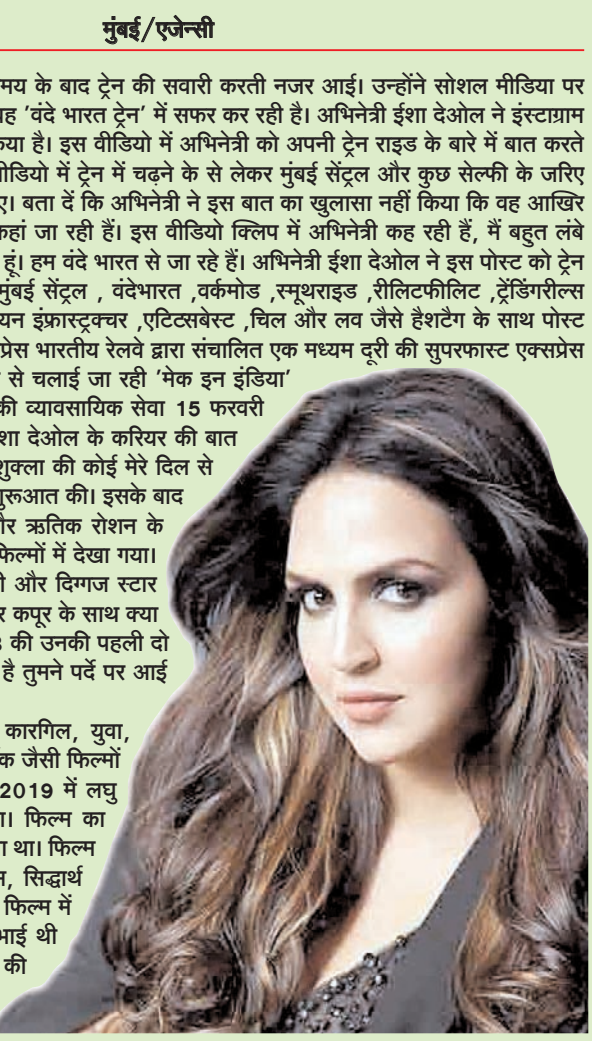 मुंबई/एजेन्सी
मय के बाद ट्रेन की सवारी करती नजर आई। उन्होंने सोशल मीडिया पर
वह 'वंदे भारत ट्रेन' में सफर कर रही है। अभिनेत्री ईशा देओल ने इंस्टाग्राम
कया है। इस वीडियो में अभिनेत्री को अपनी ट्रेन राइड के बारे में बात करते
वीडियो में ट्रेन में चढ़ने के से लेकर मुंबई सेंट्रल और कुछ सेल्फी के जरिए
ए। बता दें कि अभिनेत्री ने इस बात का खुलासा नहीं किया कि वह आखिर
कहां जा रही हैं। इस वीडियो क्लिप में अभिनेत्री कह रही हैं, मैं बहुत लंबे
हूं। हम वंदे भारत से जा रहे हैं। अभिनेत्री ईशा देओल ने इस पोस्ट को ट्रेन
मुंबई सेंट्रल , वंदेभारत ,वर्कमोड ,स्मूथराइड ,रीलिटफीलिट ,ट्रेंडिंगरील्स
यन इंफ्रास्ट्रक्चर ,एटिट्सबेस्ट ,चिल और लव जैसे हैशटैग के साथ पोस्ट
प्रेस भारतीय रेलवे द्वारा संचालित एक मध्यम दूरी की सुपरफास्ट एक्सप्रेस
से चलाई जा रही 'मेक इन इंडिया'
की व्यावसायिक सेवा 15 फरवरी
शा देओल के करियर की बात
शुक्ला की कोई मेरे दिल से
शुरूआत की। इसके बाद
और ऋतिक रोशन के
फिल्मों में देखा गया।
ी और दिग्गज स्टार
र कपूर के साथ क्या
3 की उनकी पहली दो
है तुमने पर्दे पर आई
कारगिल, युवा,
क जैसी फिल्मों
2019 में लघु
ा। फिल्म का
ा था। फिल्म
स, सिद्धार्थ
फिल्म में
भाई थी
की